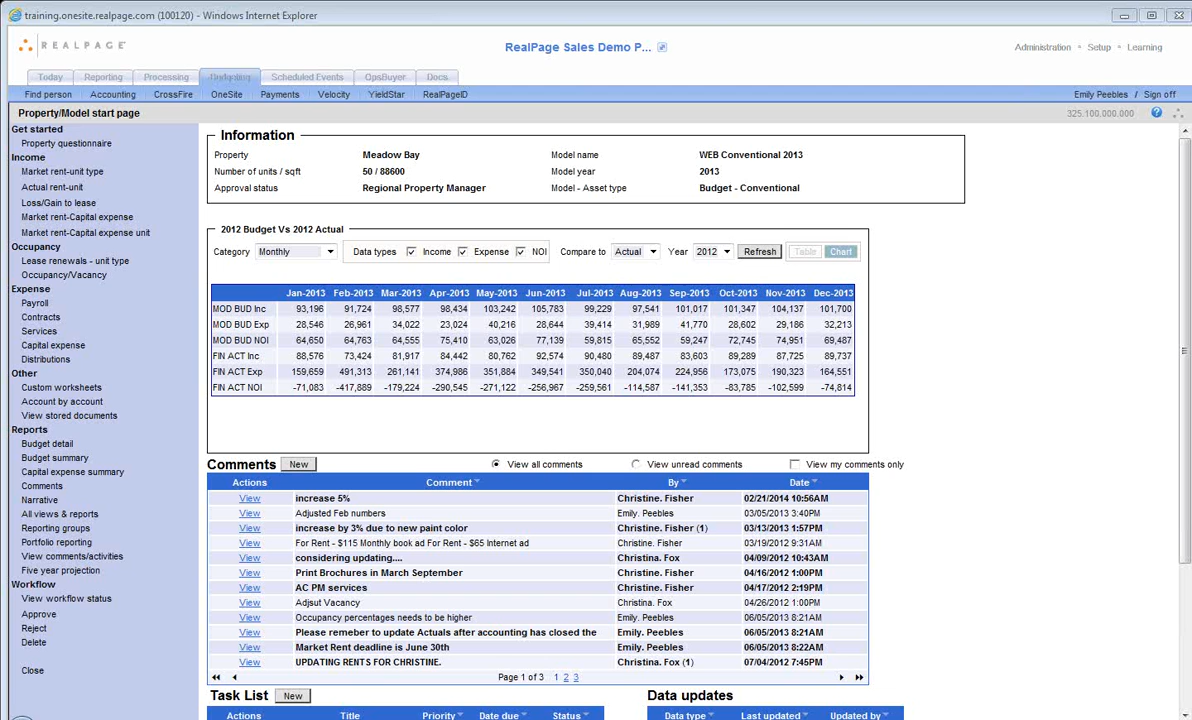 training.onesite.realpage.com (100120) - Windows Internet Explorer
REALPAGE
RealPage Sales Demo P...
Administration Setup Learning
Today Reporting Processing Budgeting Scheduled Events OpsBuyer Docs
Find person Accounting CrossFire OneSite Payments Velocity YieldStar RealPageID Emily Peebles / Sign off
Property/Model start page 325.100.000.000
Get started
Property questionnaire
Income
Market rent-unit type
Actual rent-unit
Loss/Gain to lease
Market rent-Capital expense
Market rent-Capital expense unit
Occupancy
Lease renewals - unit type
Occupancy/Vacancy
Expense
Payroll
Contracts
Services
Capital expense
Distributions
Other
Custom worksheets
Account by account
View stored documents
Reports
Budget detail
Budget summary
Capital expense summary
Comments
Narrative
All views & reports
Reporting groups
Portfolio reporting
View comments/activities
Five year projection
Workflow
View workflow status
Approve
Reject
Delete
Close
Information
Property Meadow Bay Model name WEB Conventional 2013
Number of units / sqft 50 / 88600 Model year 2013
Approval status Regional Property Manager Model - Asset type Budget - Conventional
2012 Budget Vs 2012 Actual
Category Monthly Data types Income Expense NOI Compare to Actual Year 2012 Refresh Table Chart
Jan-2013 Feb-2013 Mar-2013 Apr-2013 May-2013 Jun-2013 Jul-2013 Aug-2013 Sep-2013 Oct-2013 Nov-2013 Dec-2013
MOD BUD Inc 93,196 91,724 98,577 98,434 103,242 105,783 99,229 97,541 101,017 101,347 104,137 101,700
MOD BUD Exp 28,546 26,961 34,022 23,024 40,216 28,644 39,414 31,989 41,770 28,602 29,186 32,213
MOD BUD NOI 64,650 64,763 64,555 75,410 63,026 77,139 59,815 65,552 59,247 72,745 74,951 69,487
FIN ACT Inc 88,576 73,424 81,917 84,442 80,762 92,574 90,480 89,487 83,603 89,289 87,725 89,737
FIN ACT Exp 159,659 491,313 261,141 374,986 351,884 349,541 350,040 204,074 224,956 173,075 190,323 164,551
FIN ACT NOI -71,083 -417,889 -179,224 -290,545 -271,122 -256,967 -259,561 -114,587 -141,353 -83,785 -102,599 -74,814
Comments New View all comments View unread comments View my comments only
Actions Comment By Date
View increase 5% Christine. Fisher 02/21/2014 10:56AM
View Adjusted Feb numbers Emily. Peebles 03/05/2013 3:40PM
View increase by 3% due to new paint color Christine. Fisher (1) 03/13/2013 1:57PM
View For Rent - $115 Monthly book ad For Rent - $65 Internet ad Christine. Fisher 03/19/2012 9:31AM
View considering updating.... Christina. Fox 04/09/2012 10:43AM
View Print Brochures in March September Christine. Fisher 04/16/2012 1:00PM
View AC PM services Christine. Fisher 04/17/2012 2:19PM
View Adjsut Vacancy Christina. Fox 04/26/2012 1:00PM
View Occupancy percentages needs to be higher Emily. Peebles 06/05/2013 8:21AM
View Please remeber to update Actuals after accounting has closed the Emily. Peebles 06/05/2013 8:21AM
View Market Rent deadline is June 30th Emily. Peebles 06/05/2013 8:22AM
View UPDATING RENTS FOR CHRISTINE. Christina. Fox (1) 07/04/2012 7:45PM
Page 1 of 3 1 2 3
Task List New Data updates
Actions Title Priority Date due Status Data type Last updated Updated by